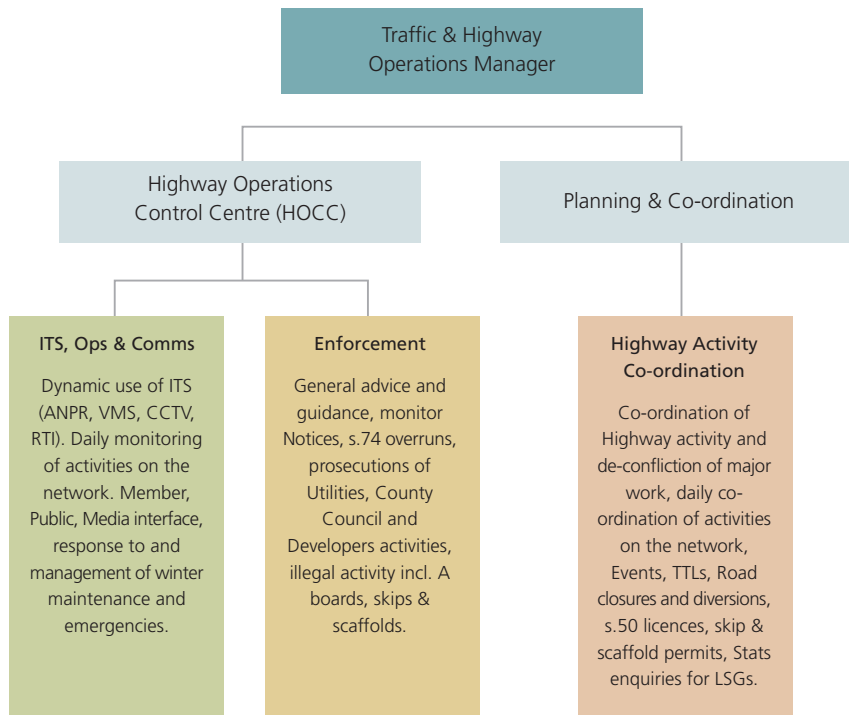 Traffic & Highway
Operations Manager
Highway Operations
Control Centre (HOCC)
Planning & Co-ordination
ITS, Ops & Comms
Dynamic use of ITS
(ANPR, VMS, CCTV,
RTI). Daily monitoring
of activities on the
network. Member,
Public, Media interface,
response to and
management of winter
maintenance and
emergencies.
Enforcement
General advice and
guidance, monitor
Notices, s.74 overruns,
prosecutions of
Utilities, County
Council and
Developers activities,
illegal activity incl. A
boards, skips &
scaffolds.
Highway Activity
Co-ordination
Co-ordination of
Highway activity and
de-confliction of major
work, daily co-
ordination of activities
on the network,
Events, TTLs, Road
closures and diversions,
s.50 licences, skip &
scaffold permits, Stats
enquiries for LSGs.